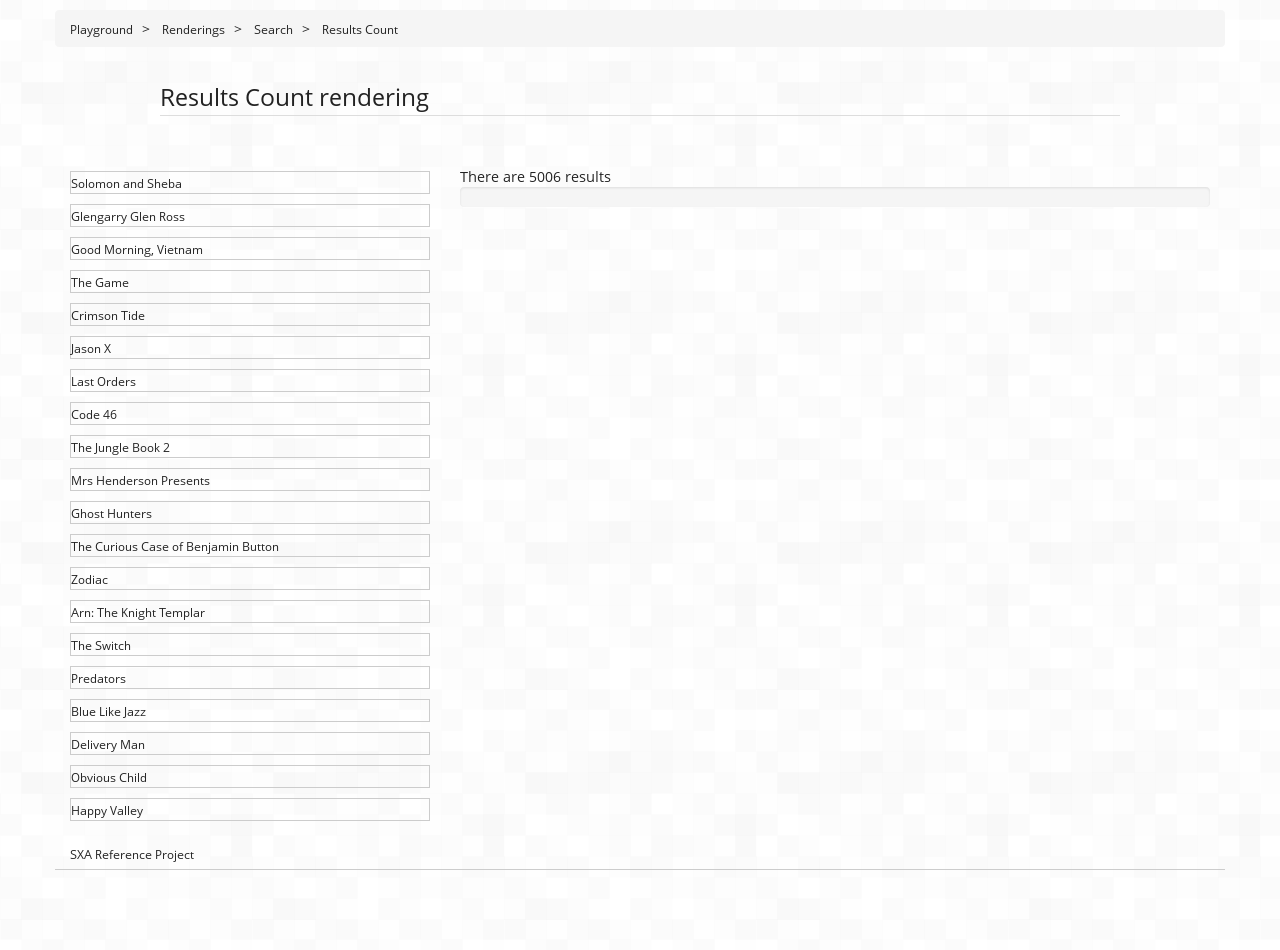 Playground > Renderings > Search > Results Count
Results Count rendering
Solomon and Sheba
Glengarry Glen Ross
Good Morning, Vietnam
The Game
Crimson Tide
Jason X
Last Orders
Code 46
The Jungle Book 2
Mrs Henderson Presents
Ghost Hunters
The Curious Case of Benjamin Button
Zodiac
Arn: The Knight Templar
The Switch
Predators
Blue Like Jazz
Delivery Man
Obvious Child
Happy Valley
There are 5006 results
SXA Reference Project